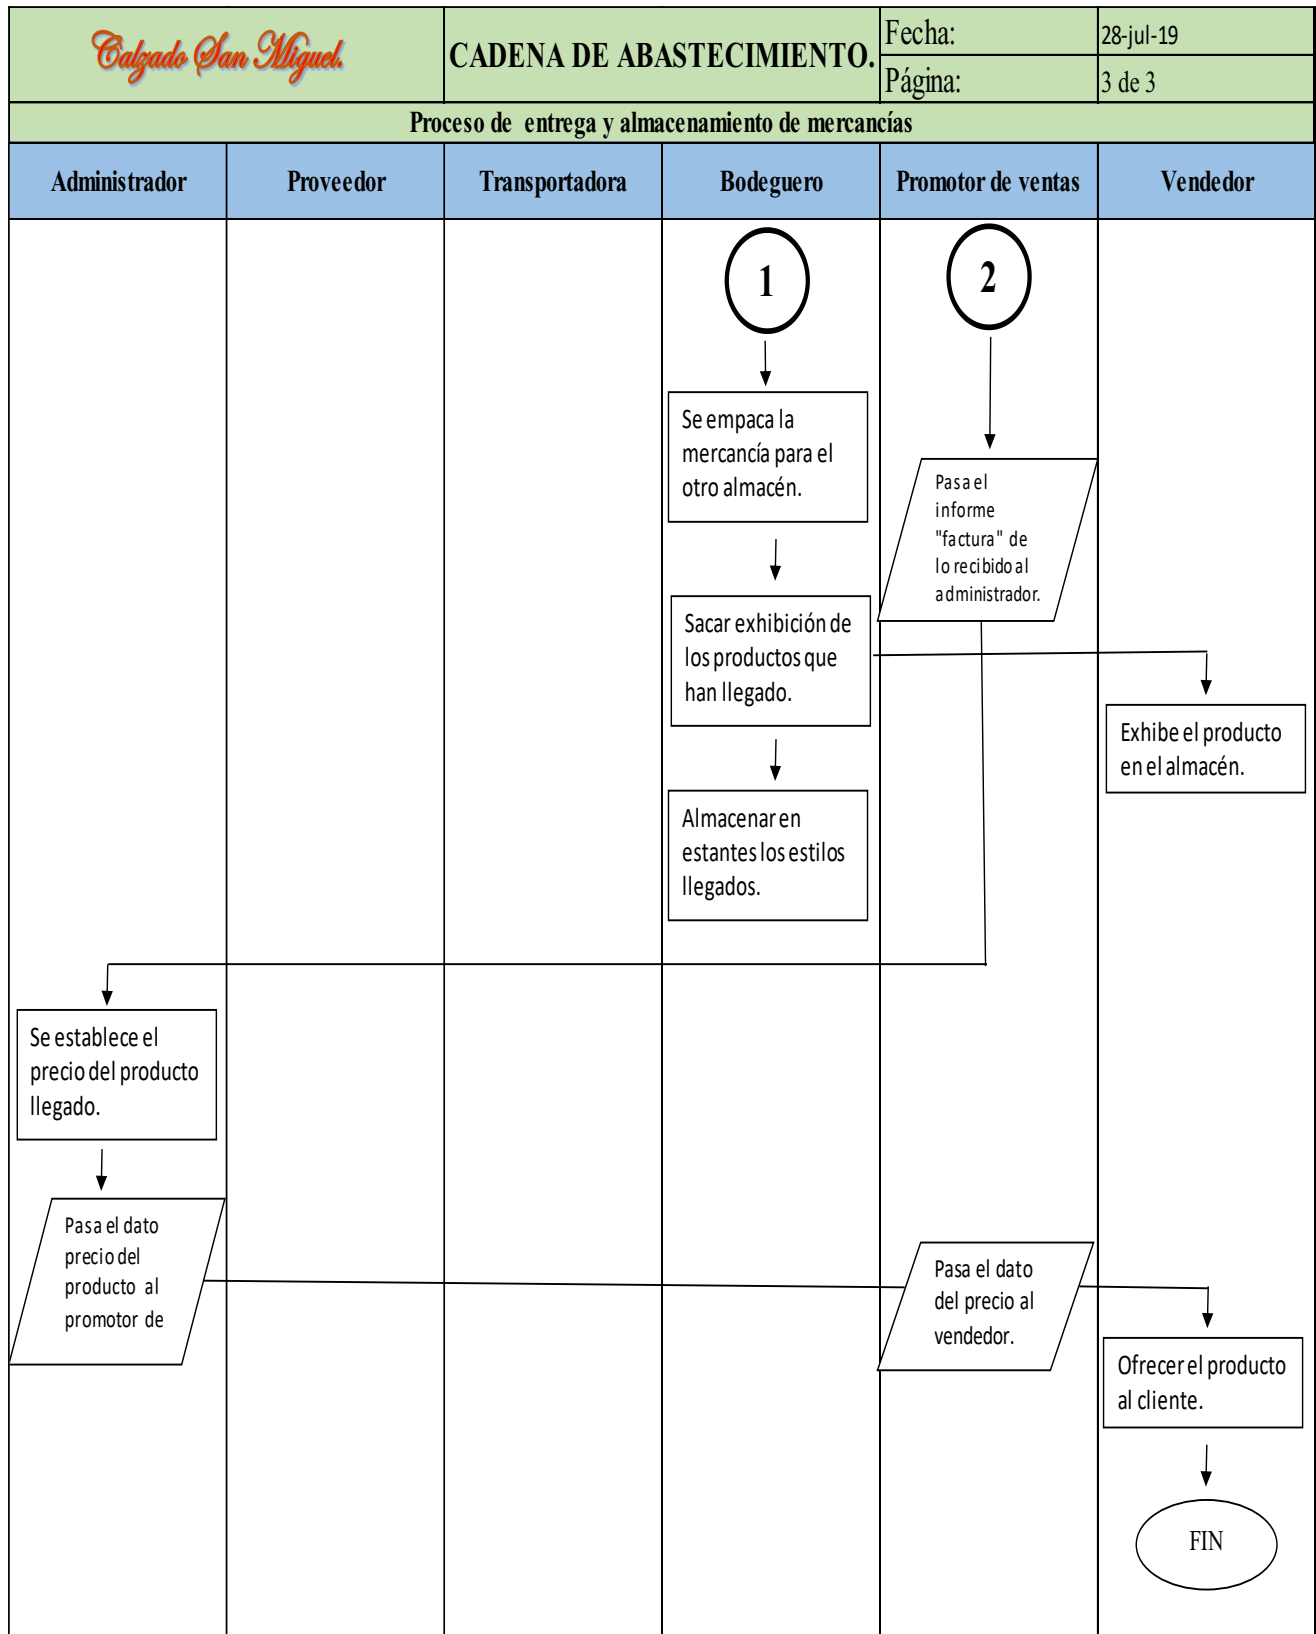 Calzado San Miguel.
CADENA DE ABASTECIMIENTO.
Fecha:
28-jul-19
Página:
3 de 3
Proceso de entrega y almacenamiento de mercancías
Administrador
Proveedor
Transportadora
Bodeguero
Promotor de ventas
Vendedor
1
2
Se empaca la
mercancía para el
otro almacén.
Pasa el
informe
"factura" de
lo recibido al
administrador.
Sacar exhibición de
los productos que
han llegado.
Exhibe el producto
en el almacén.
Almacenar en
estantes los estilos
llegados.
Se establece el
precio del producto
llegado.
Pasa el dato
precio del
producto al
promotor de
Pasa el dato
del precio al
vendedor.
Ofrecer el producto
al cliente.
FIN